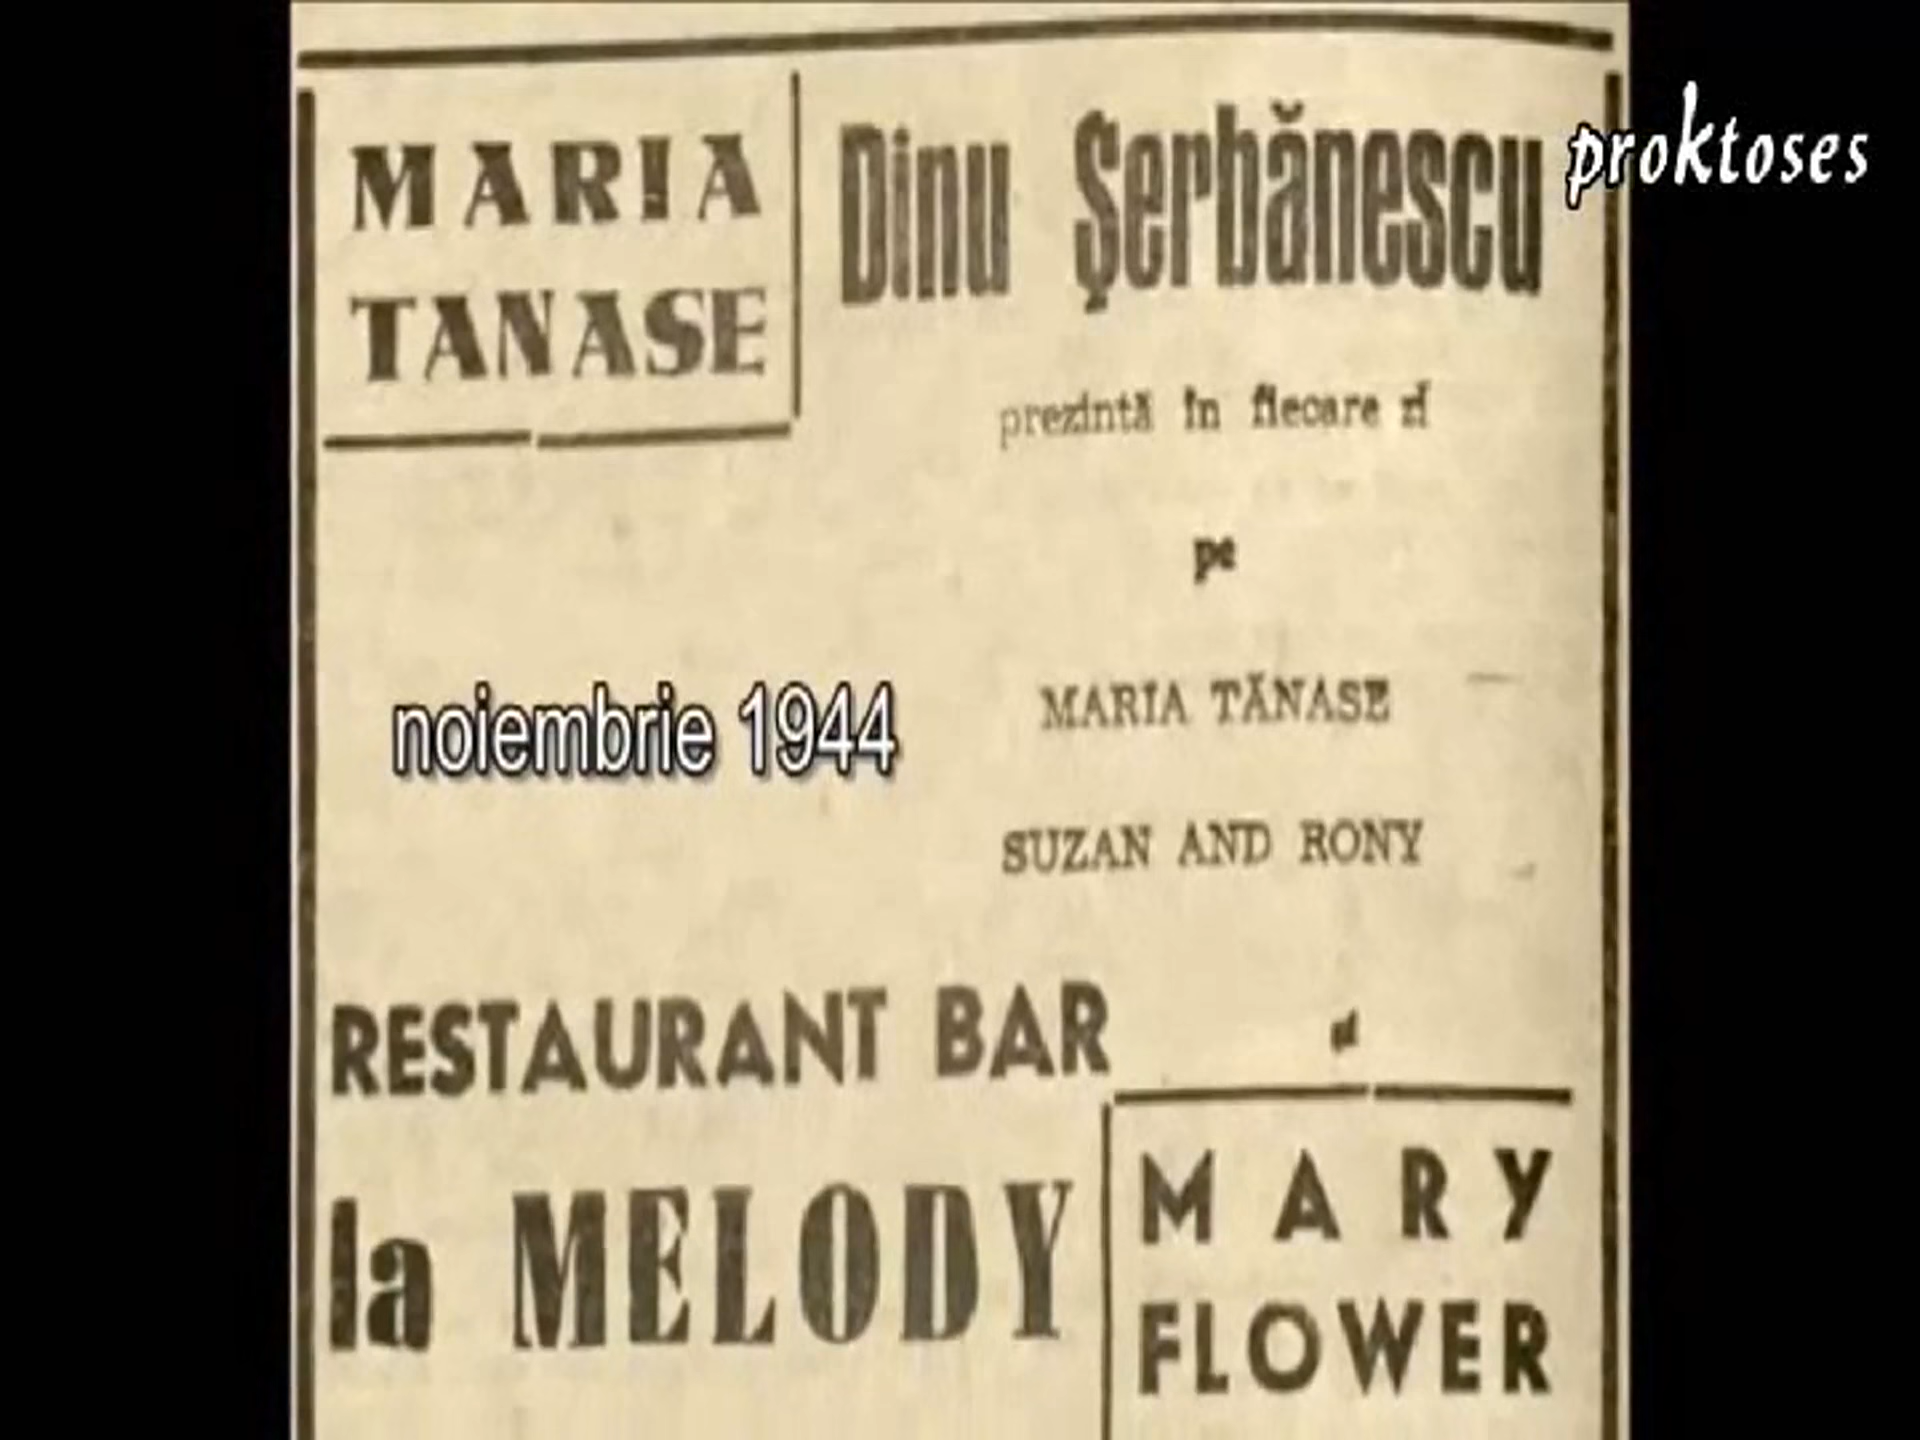 MARIA
TANASE
Dinu Şerbănescu
proktoses
prezintă în fiecare zi
pe
MARIA TĂNASE
noiembrie 1944
SUZAN AND RONY
şi
RESTAURANT BAR
la MELODY
MARY
FLOWER